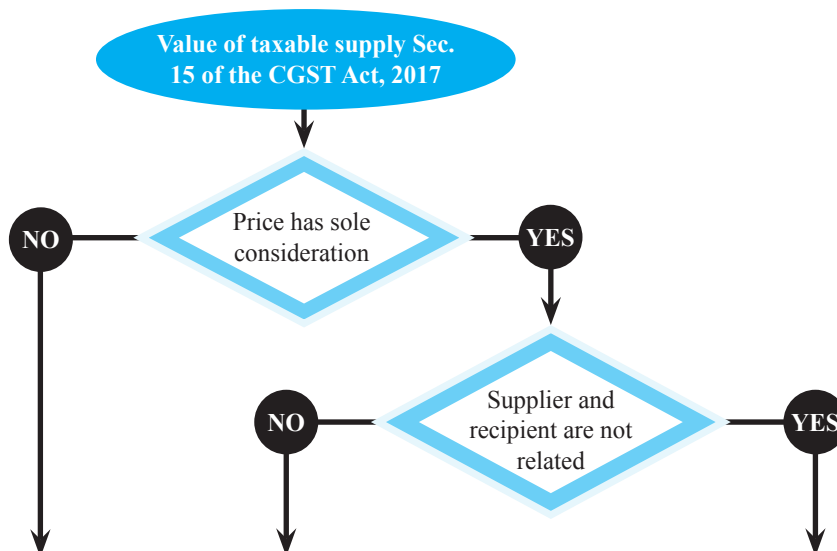 Value of taxable supply Sec.
15 of the CGST Act, 2017
Price has sole
consideration
NO
YES
Supplier and
recipient are not
related
NO
YES